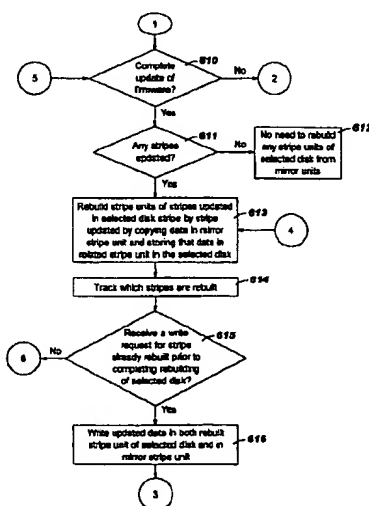 1
610
Complete
update of
firmware?
5
No
2
Yes
611
Any stripes
updated?
No
612
No need to rebuild
any stripe units of
selected disk from
mirror units
Yes
Rebuild stripe units of stripes updated
in selected disk stripe by stripe
updated by copying data in mirror
stripe unit and storing that data in
related stripe unit in the selected disk
613
4
614
Track which stripes are rebuilt
615
Receive a write
request for stripe
already rebuilt prior to
completing rebuilding
of selected disk?
No
6
Yes
616
Write updated data in both rebuilt
stripe unit of selected disk and in
mirror stripe unit
3